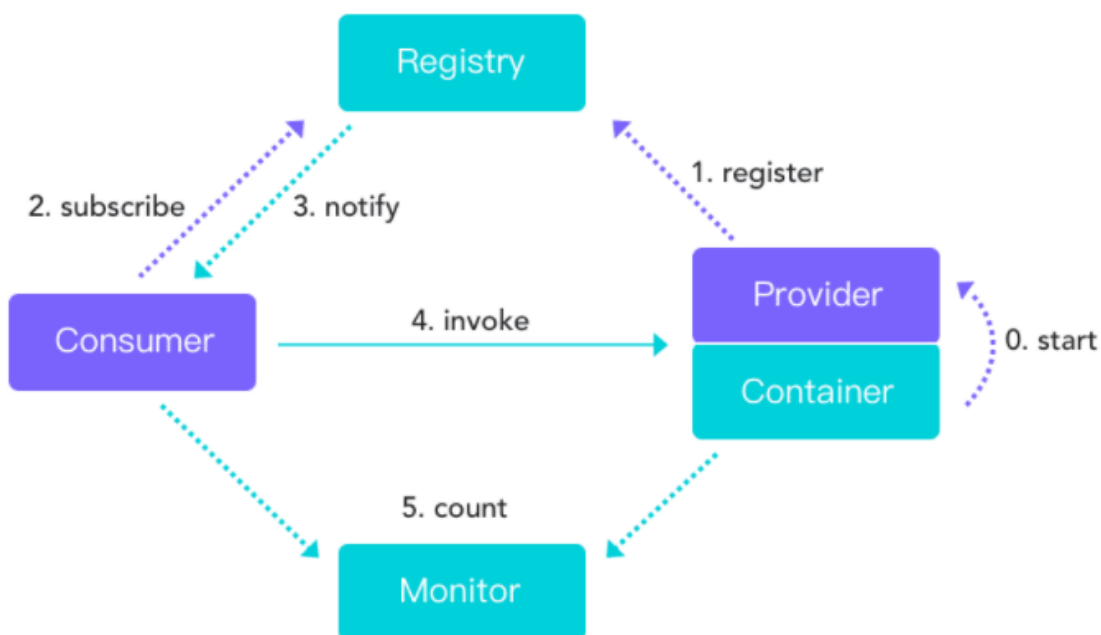 Registry
1. register
2. subscribe
3. notify
Provider
Consumer
4. invoke
0. start
Container
5. count
Monitor